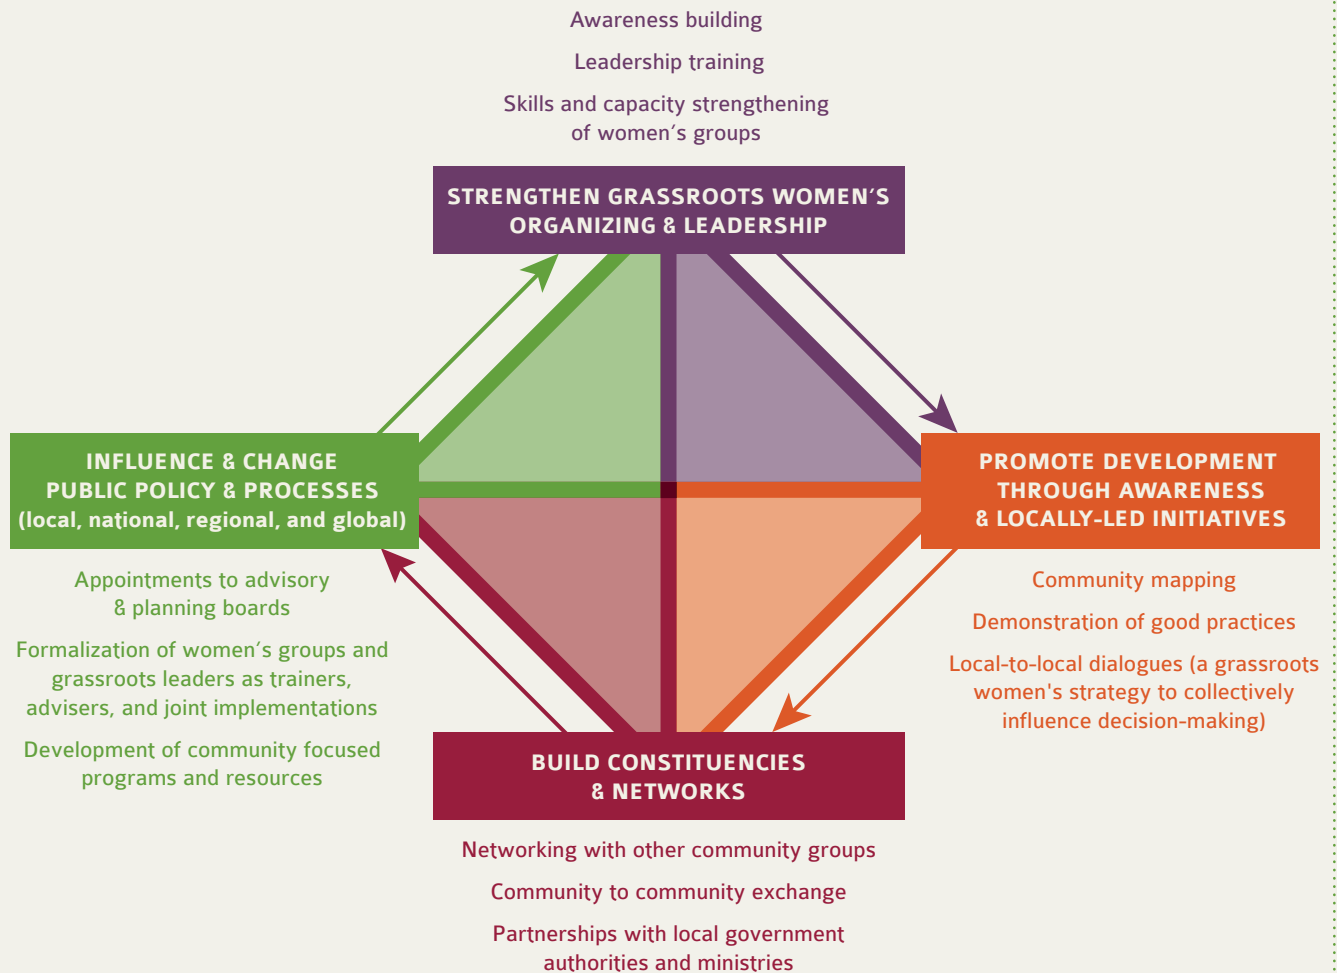 Awareness building
Leadership training
Skills and capacity strengthening
of women's groups
STRENGTHEN GRASSROOTS WOMEN'S
ORGANIZING & LEADERSHIP
INFLUENCE & CHANGE
PUBLIC POLICY & PROCESSES
(local, national, regional, and global)
Appointments to advisory
& planning boards
Formalization of women's groups and
grassroots leaders as trainers,
advisers, and joint implementations
Development of community focused
programs and resources
PROMOTE DEVELOPMENT
THROUGH AWARENESS
& LOCALLY-LED INITIATIVES
Community mapping
Demonstration of good practices
Local-to-local dialogues (a grassroots
women's strategy to collectively
influence decision-making)
BUILD CONSTITUENCIES
& NETWORKS
Networking with other community groups
Community to community exchange
Partnerships with local government
authorities and ministries